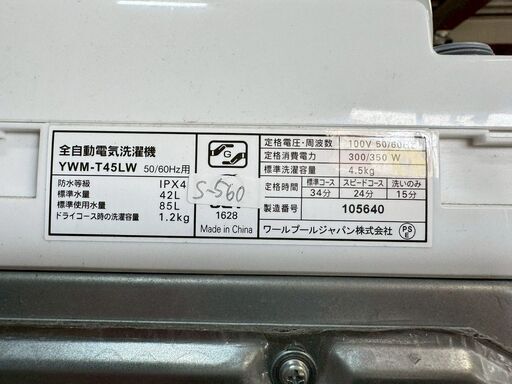 全自動電気洗濯機
YWM-T45LW 50/60Hz用
防水等級 IPX4
標準水量 42L
標準使用水量 85L
ドライコース時の洗濯容量 1.2kg
G
S-560
1628
Made in China
定格電圧・周波数 100V 50/60Hz
定格消費電力 300/350 W
標準洗濯容量 4.5kg
定格時間 標準コース スピードコース 洗いのみ
34分 24分 15分
製造番号 105640
ワールプールジャパン株式会社
PS
E